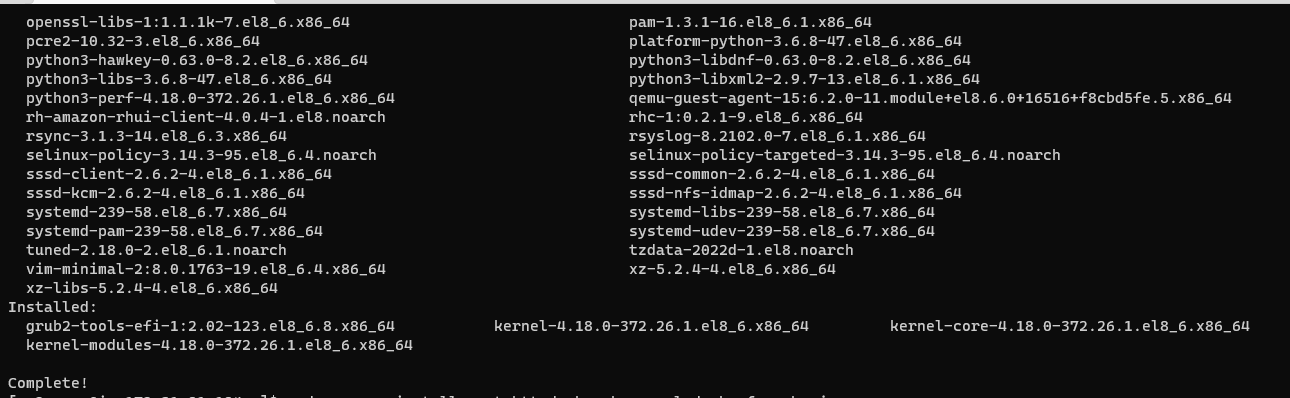 openssl-libs-1:1.1.1k-7.el8_6.x86_64 pam-1.3.1-16.el8_6.1.x86_64
pcre2-10.32-3.el8_6.x86_64 platform-python-3.6.8-47.el8_6.x86_64
python3-hawkey-0.63.0-8.2.el8_6.x86_64 python3-libdnf-0.63.0-8.2.el8_6.x86_64
python3-libs-3.6.8-47.el8_6.x86_64 python3-libxml2-2.9.7-13.el8_6.1.x86_64
python3-perf-4.18.0-372.26.1.el8_6.x86_64 qemu-guest-agent-15:6.2.0-11.module+el8.6.0+16516+f8cbd5fe.5.x86_64
rh-amazon-rhui-client-4.0.4-1.el8.noarch rhc-1:0.2.1-9.el8_6.x86_64
rsync-3.1.3-14.el8_6.3.x86_64 rsyslog-8.2102.0-7.el8_6.1.x86_64
selinux-policy-3.14.3-95.el8_6.4.noarch selinux-policy-targeted-3.14.3-95.el8_6.4.noarch
sssd-client-2.6.2-4.el8_6.1.x86_64 sssd-common-2.6.2-4.el8_6.1.x86_64
sssd-kcm-2.6.2-4.el8_6.1.x86_64 sssd-nfs-idmap-2.6.2-4.el8_6.1.x86_64
systemd-239-58.el8_6.7.x86_64 systemd-libs-239-58.el8_6.7.x86_64
systemd-pam-239-58.el8_6.7.x86_64 systemd-udev-239-58.el8_6.7.x86_64
tuned-2.18.0-2.el8_6.1.noarch tzdata-2022d-1.el8.noarch
vim-minimal-2:8.0.1763-19.el8_6.4.x86_64 xz-5.2.4-4.el8_6.x86_64
xz-libs-5.2.4-4.el8_6.x86_64
Installed:
grub2-tools-efi-1:2.02-123.el8_6.8.x86_64 kernel-4.18.0-372.26.1.el8_6.x86_64 kernel-core-4.18.0-372.26.1.el8_6.x86_64
kernel-modules-4.18.0-372.26.1.el8_6.x86_64
Complete!